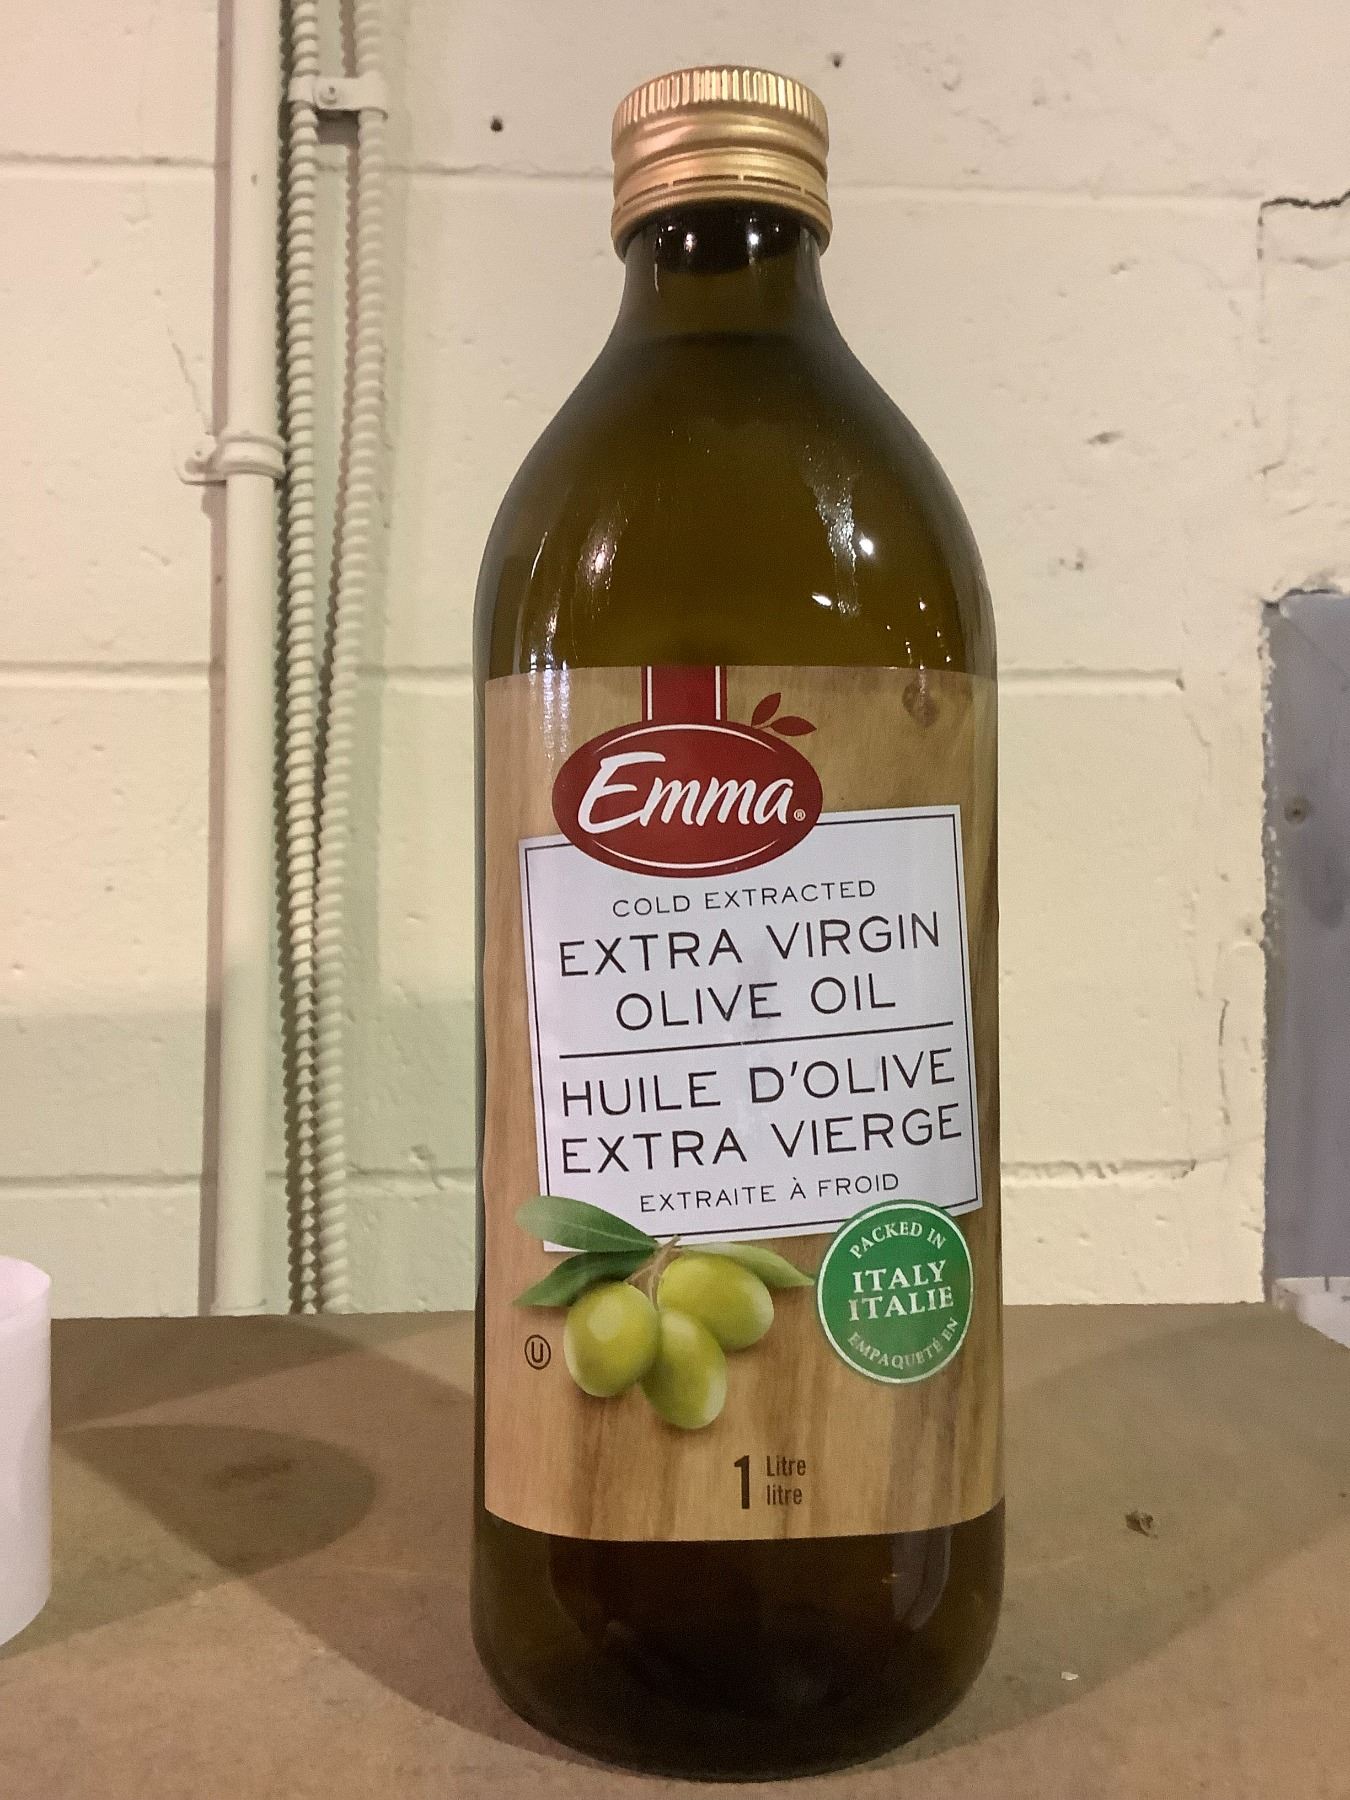 Emma®
COLD EXTRACTED
EXTRA VIRGIN
OLIVE OIL
HUILE D'OLIVE
EXTRA VIERGE
EXTRAITE À FROID
PACKED IN
ITALY
ITALIE
EMPAQUETÉ EN
U
1 Litre
litre